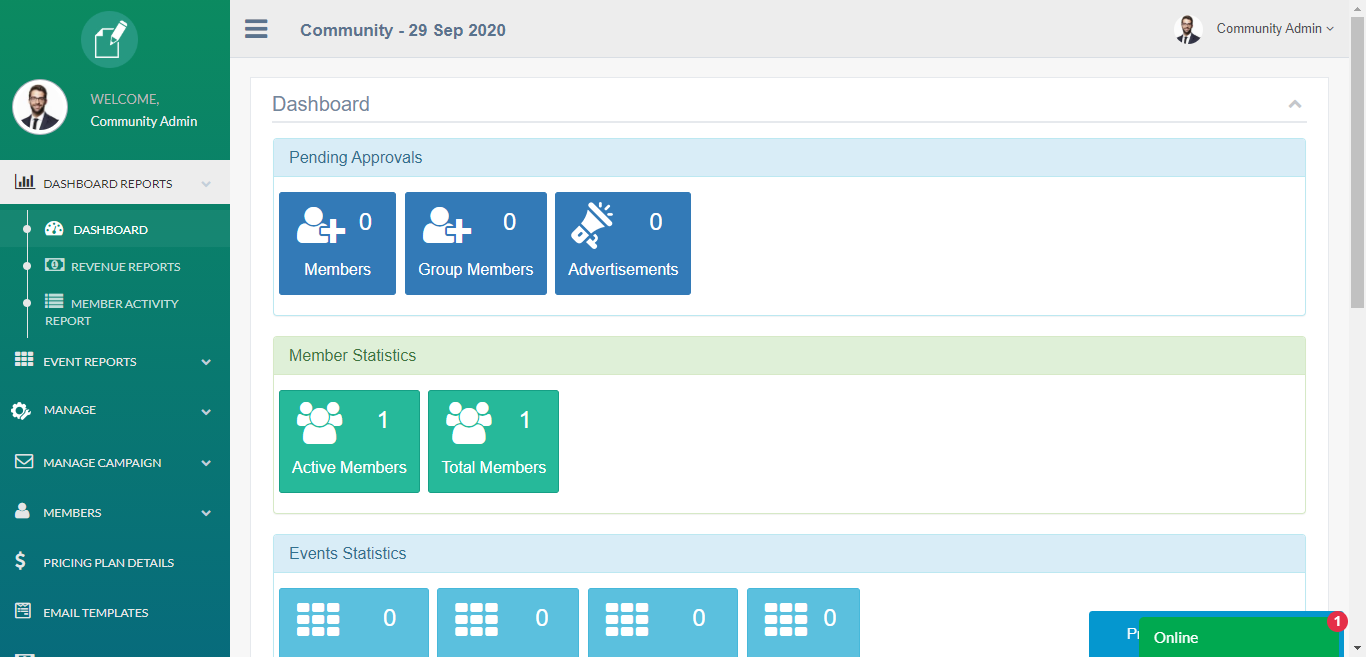 Community - 29 Sep 2020
Community Admin
WELCOME,
Community Admin
DASHBOARD REPORTS
DASHBOARD
REVENUE REPORTS
MEMBER ACTIVITY
REPORT
EVENT REPORTS
MANAGE
MANAGE CAMPAIGN
MEMBERS
PRICING PLAN DETAILS
EMAIL TEMPLATES
Dashboard
Pending Approvals
0
Members
0
Group Members
0
Advertisements
Member Statistics
1
Active Members
1
Total Members
Events Statistics
0
0
0
0
Online
1